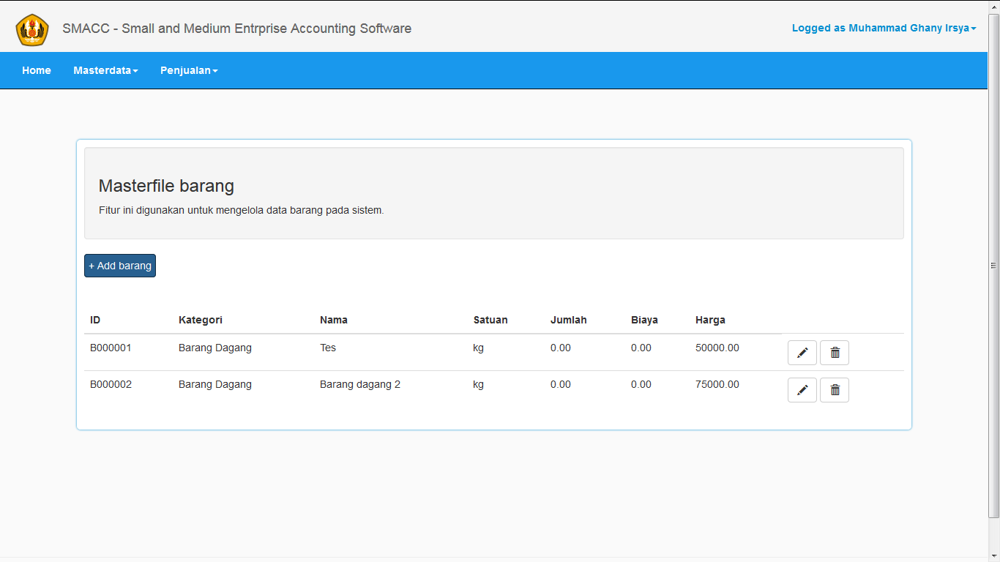 SMACC - Small and Medium Entrprise Accounting Software
Logged as Muhammad Ghany Irsya
Home Masterdata Penjualan
Masterfile barang
Fitur ini digunakan untuk mengelola data barang pada sistem.
+ Add barang
ID Kategori Nama Satuan Jumlah Biaya Harga
B000001 Barang Dagang Tes kg 0.00 0.00 50000.00
B000002 Barang Dagang Barang dagang 2 kg 0.00 0.00 75000.00